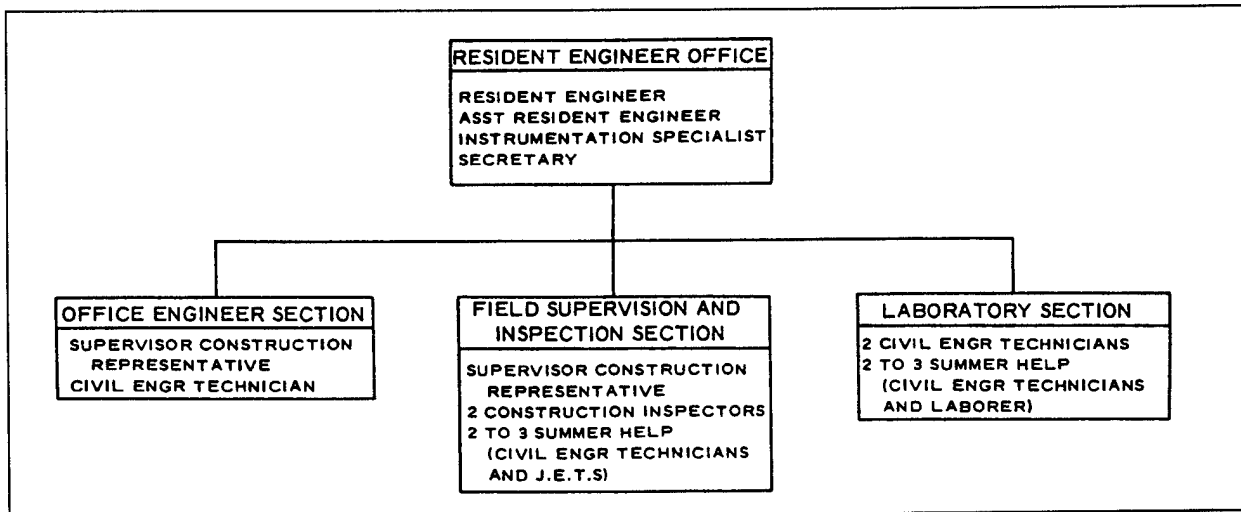 RESIDENT ENGINEER OFFICE
RESIDENT ENGINEER
ASST RESIDENT ENGINEER
INSTRUMENTATION SPECIALIST
SECRETARY
OFFICE ENGINEER SECTION
SUPERVISOR CONSTRUCTION
REPRESENTATIVE
CIVIL ENGR TECHNICIAN
FIELD SUPERVISION AND
INSPECTION SECTION
SUPERVISOR CONSTRUCTION
REPRESENTATIVE
2 CONSTRUCTION INSPECTORS
2 TO 3 SUMMER HELP
(CIVIL ENGR TECHNICIANS
AND J.E.T.S)
LABORATORY SECTION
2 CIVIL ENGR TECHNICIANS
2 TO 3 SUMMER HELP
(CIVIL ENGR TECHNICIANS
AND LABORER)